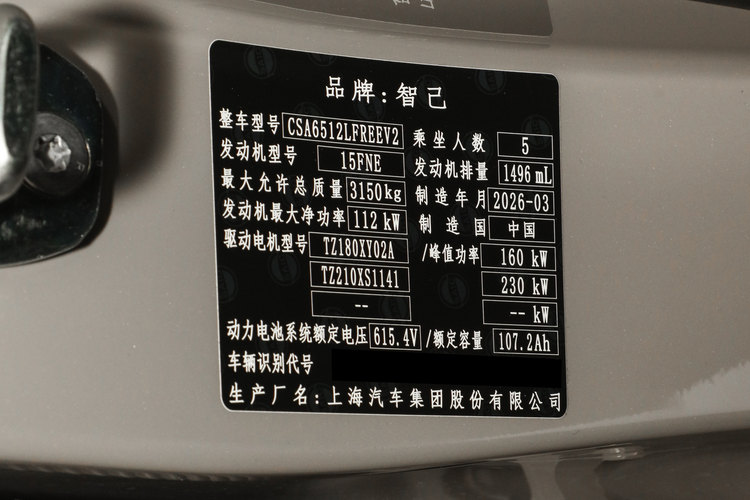 品牌:智己
整车型号 CSA6512LFREEV2 乘坐人数 5
发动机型号 15FNE 发动机排量 1496 mL
最大允许总质量 3150kg 制造年月 2026-03
发动机最大净功率 112 kW 制造国 中国
驱动电机型号 TZ180XY02A /峰值功率 160 kW
TZ210XS1141 230 kW
-- -- kW
动力电池系统额定电压 615.4V /额定容量 107.2Ah
车辆识别代号
生产厂名:上海汽车集团股份有限公司